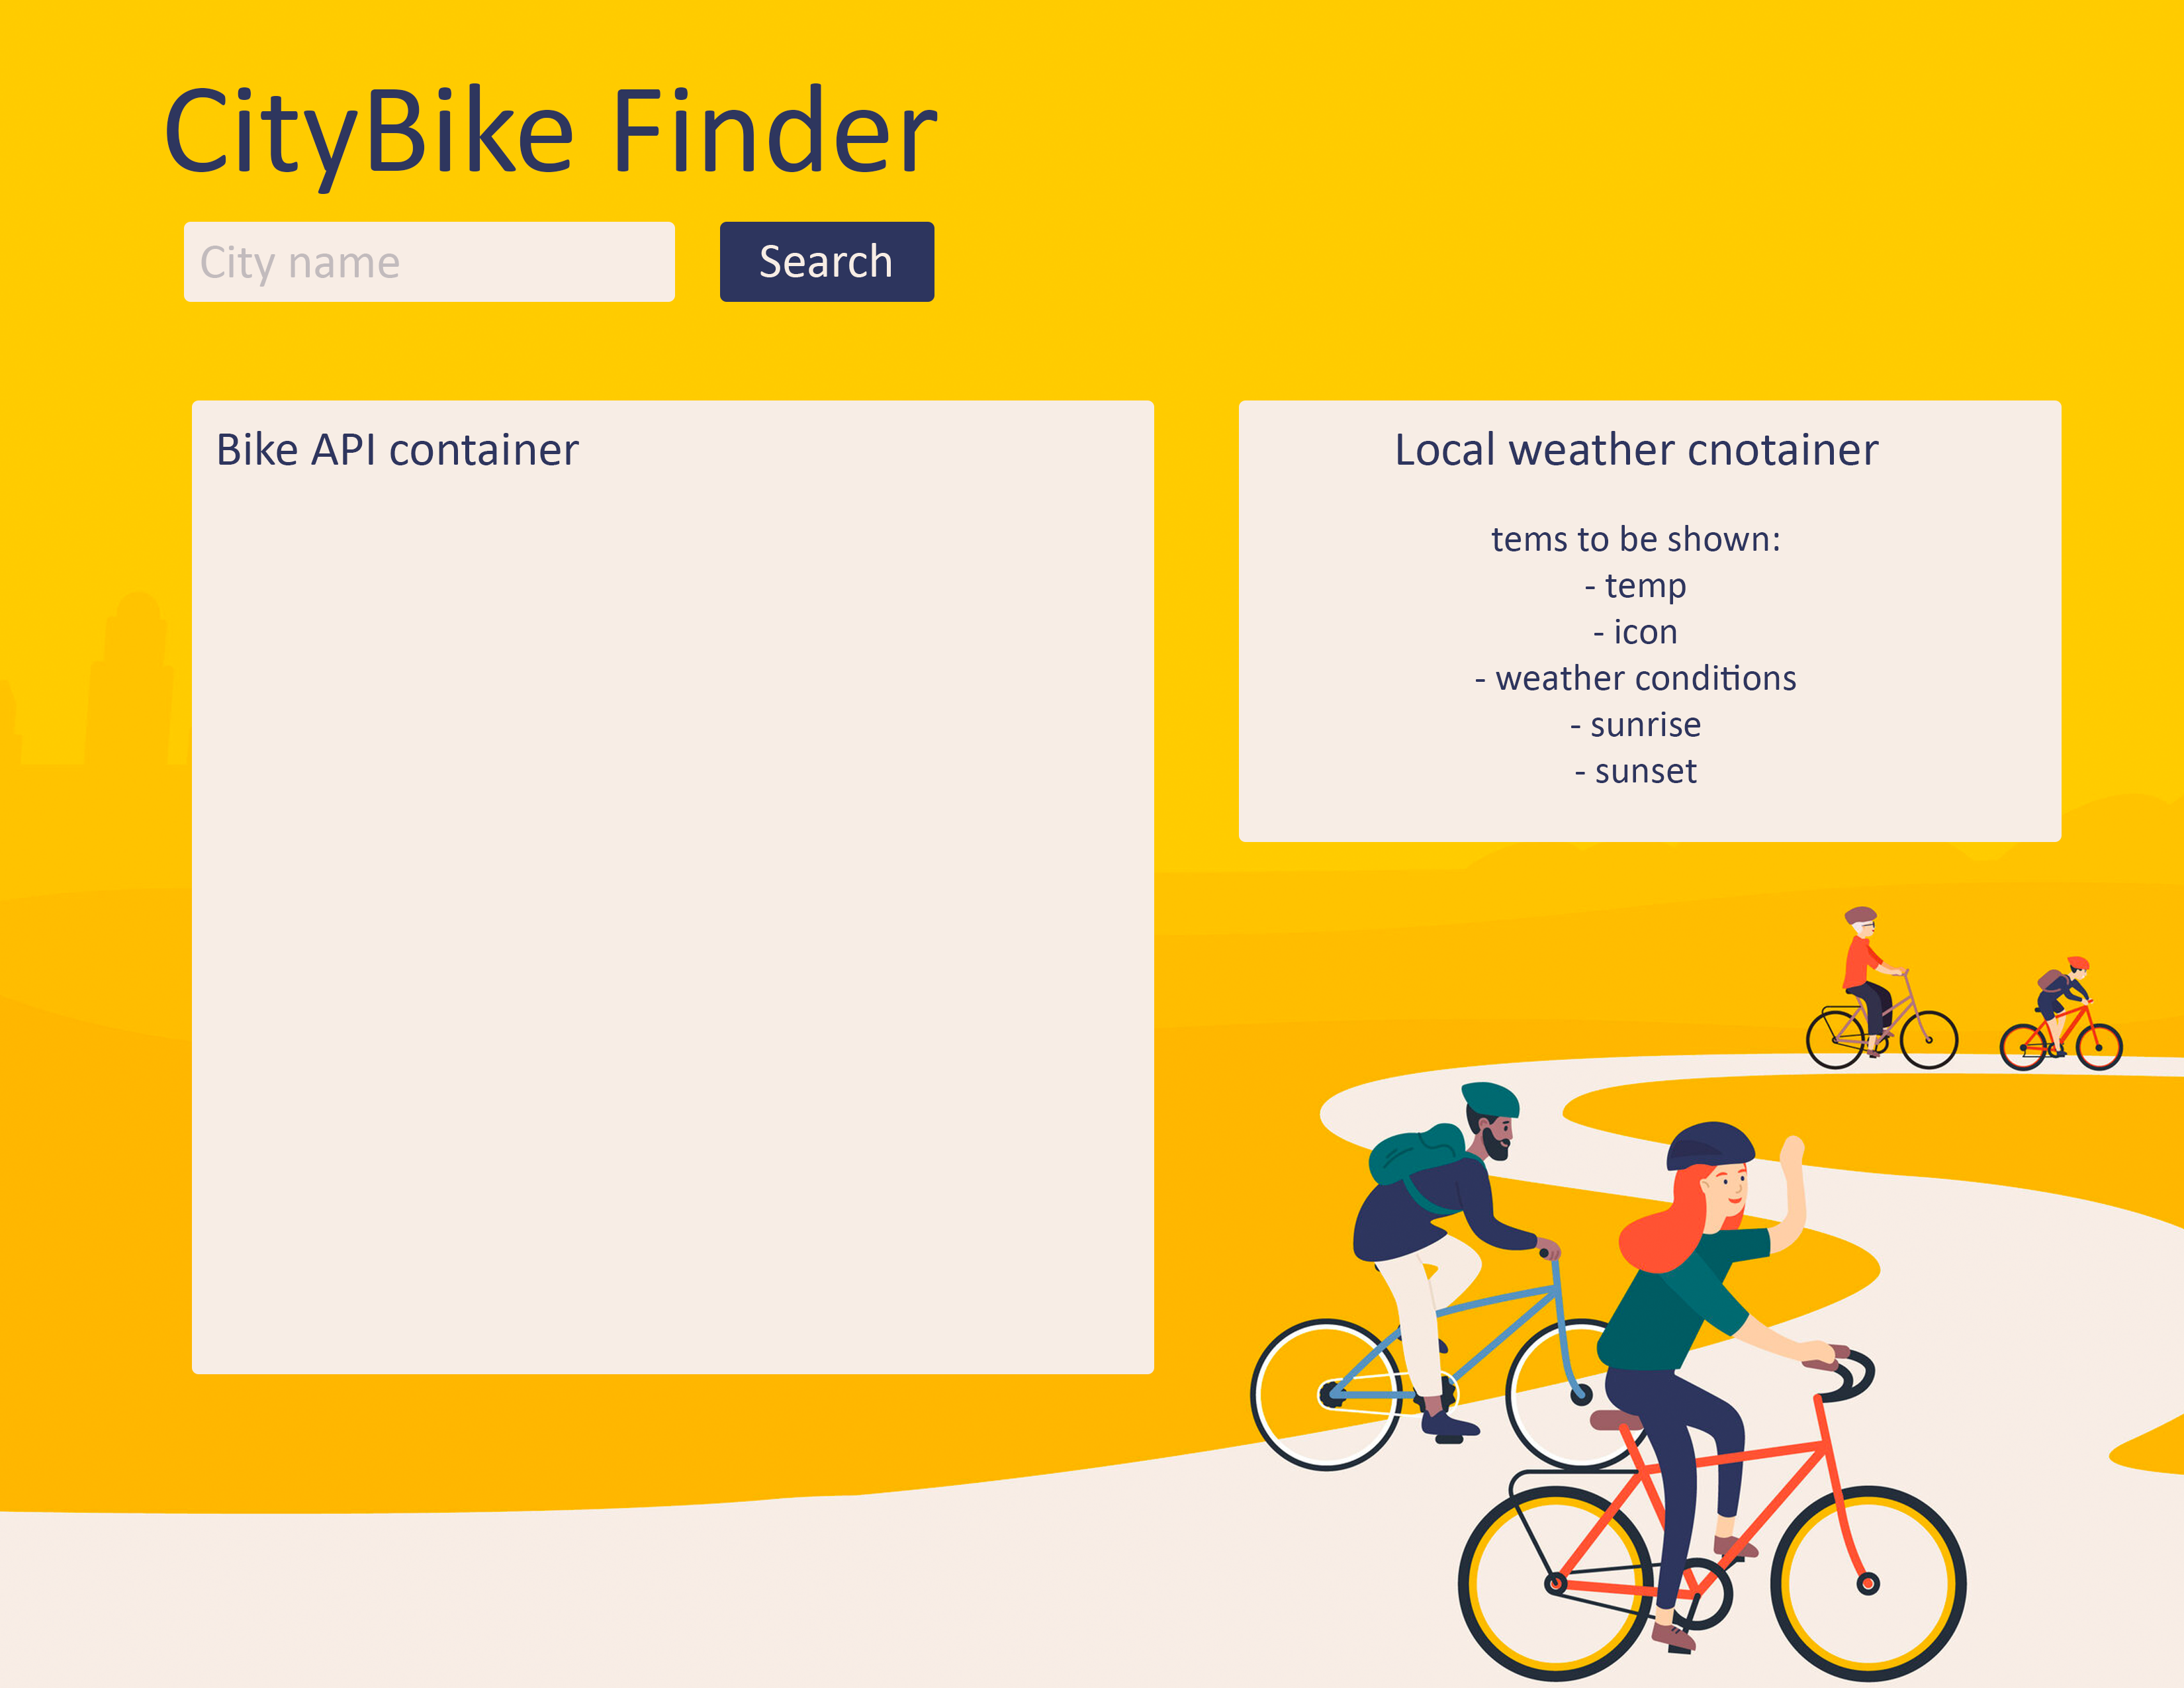 CityBike Finder
City name
Search
Bike API container
Local weather cnotainer
tems to be shown:
- temp
- icon
- weather conditions
- sunrise
- sunset